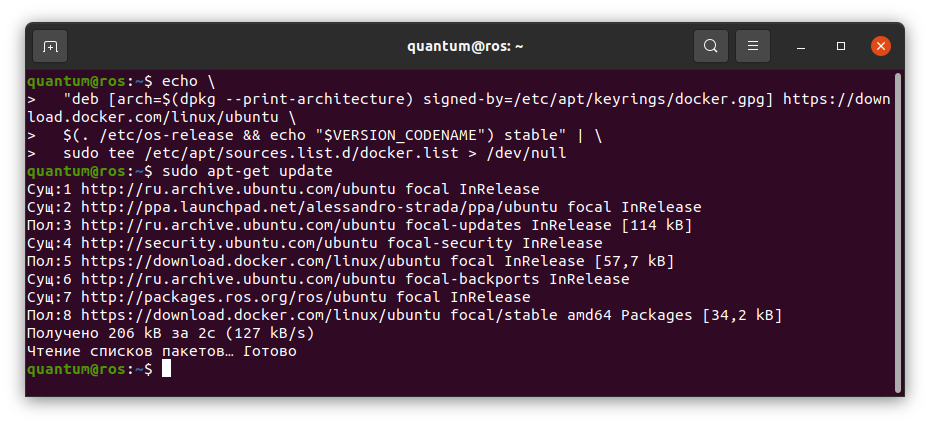 quantum@ros: ~
quantum@ros:~$ echo \
>   "deb [arch=$(dpkg --print-architecture) signed-by=/etc/apt/keyrings/docker.gpg] https://down
load.docker.com/linux/ubuntu \
>   $(. /etc/os-release && echo "$VERSION_CODENAME") stable" | \
>   sudo tee /etc/apt/sources.list.d/docker.list > /dev/null
quantum@ros:~$ sudo apt-get update
Сущ:1 http://ru.archive.ubuntu.com/ubuntu focal InRelease
Сущ:2 http://ppa.launchpad.net/alessandro-strada/ppa/ubuntu focal InRelease
Пол:3 http://ru.archive.ubuntu.com/ubuntu focal-updates InRelease [114 kB]
Сущ:4 http://security.ubuntu.com/ubuntu focal-security InRelease
Пол:5 https://download.docker.com/linux/ubuntu focal InRelease [57,7 kB]
Сущ:6 http://ru.archive.ubuntu.com/ubuntu focal-backports InRelease
Сущ:7 http://packages.ros.org/ros/ubuntu focal InRelease
Пол:8 https://download.docker.com/linux/ubuntu focal/stable amd64 Packages [34,2 kB]
Получено 206 kB за 2с (127 kB/s)
Чтение списков пакетов… Готово
quantum@ros:~$